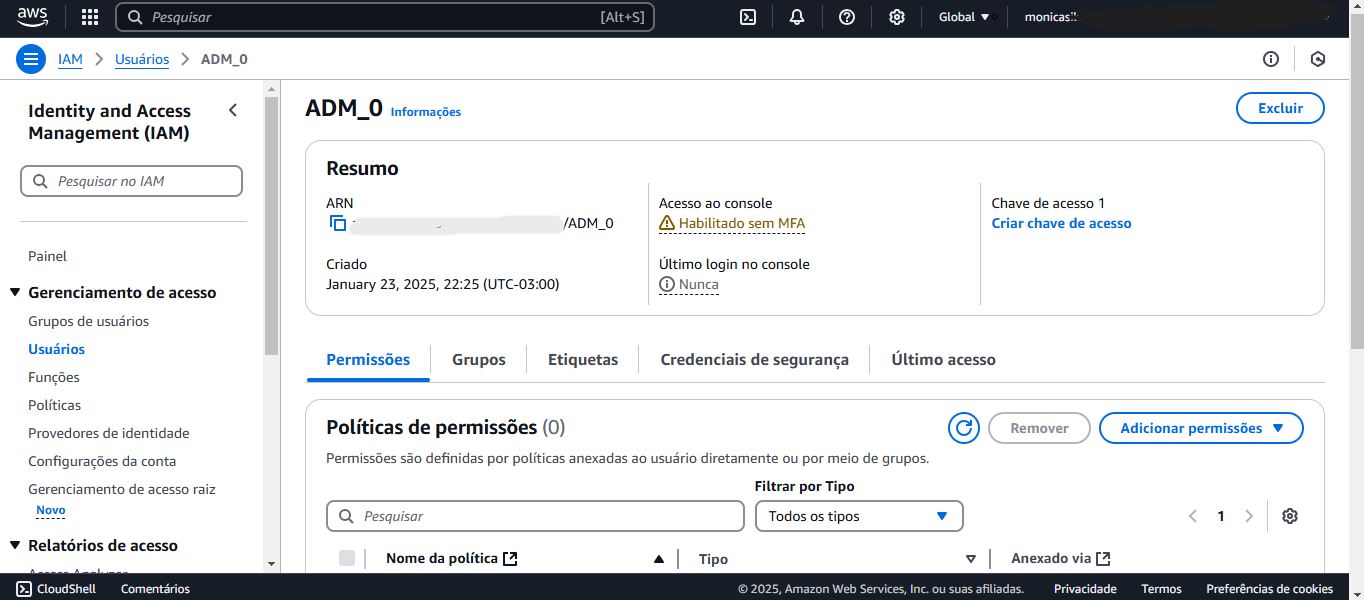 aws
Pesquisar [Alt+S] Global monicas
IAM Usuários ADM_0
Identity and Access
Management (IAM)
Pesquisar no IAM
Painel
Gerenciamento de acesso
Grupos de usuários
Usuários
Funções
Políticas
Provedores de identidade
Configurações da conta
Gerenciamento de acesso raiz
Novo
Relatórios de acesso
Access Analyzer
ADM_0 Informações
Excluir
Resumo
ARN
/ADM_0
Criado
January 23, 2025, 22:25 (UTC-03:00)
Acesso ao console
Habilitado sem MFA
Último login no console
Nunca
Chave de acesso 1
Criar chave de acesso
Permissões Grupos Etiquetas Credenciais de segurança Último acesso
Políticas de permissões (0)
Remover
Adicionar permissões
Permissões são definidas por políticas anexadas ao usuário diretamente ou por meio de grupos.
Filtrar por Tipo
Pesquisar
Todos os tipos
1
Nome da política Tipo Anexado via
CloudShell Comentários © 2025, Amazon Web Services, Inc. ou suas afiliadas. Privacidade Termos Preferências de cookies